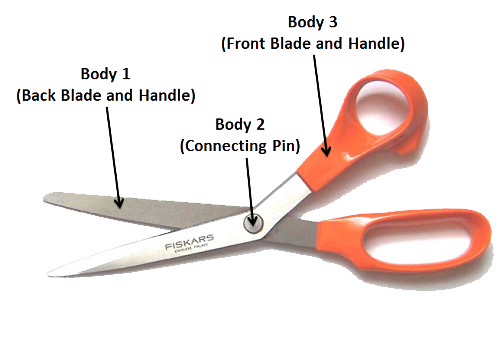 Body 3
(Front Blade and Handle)
Body 1
(Back Blade and Handle)
Body 2
(Connecting Pin)
FISKARS